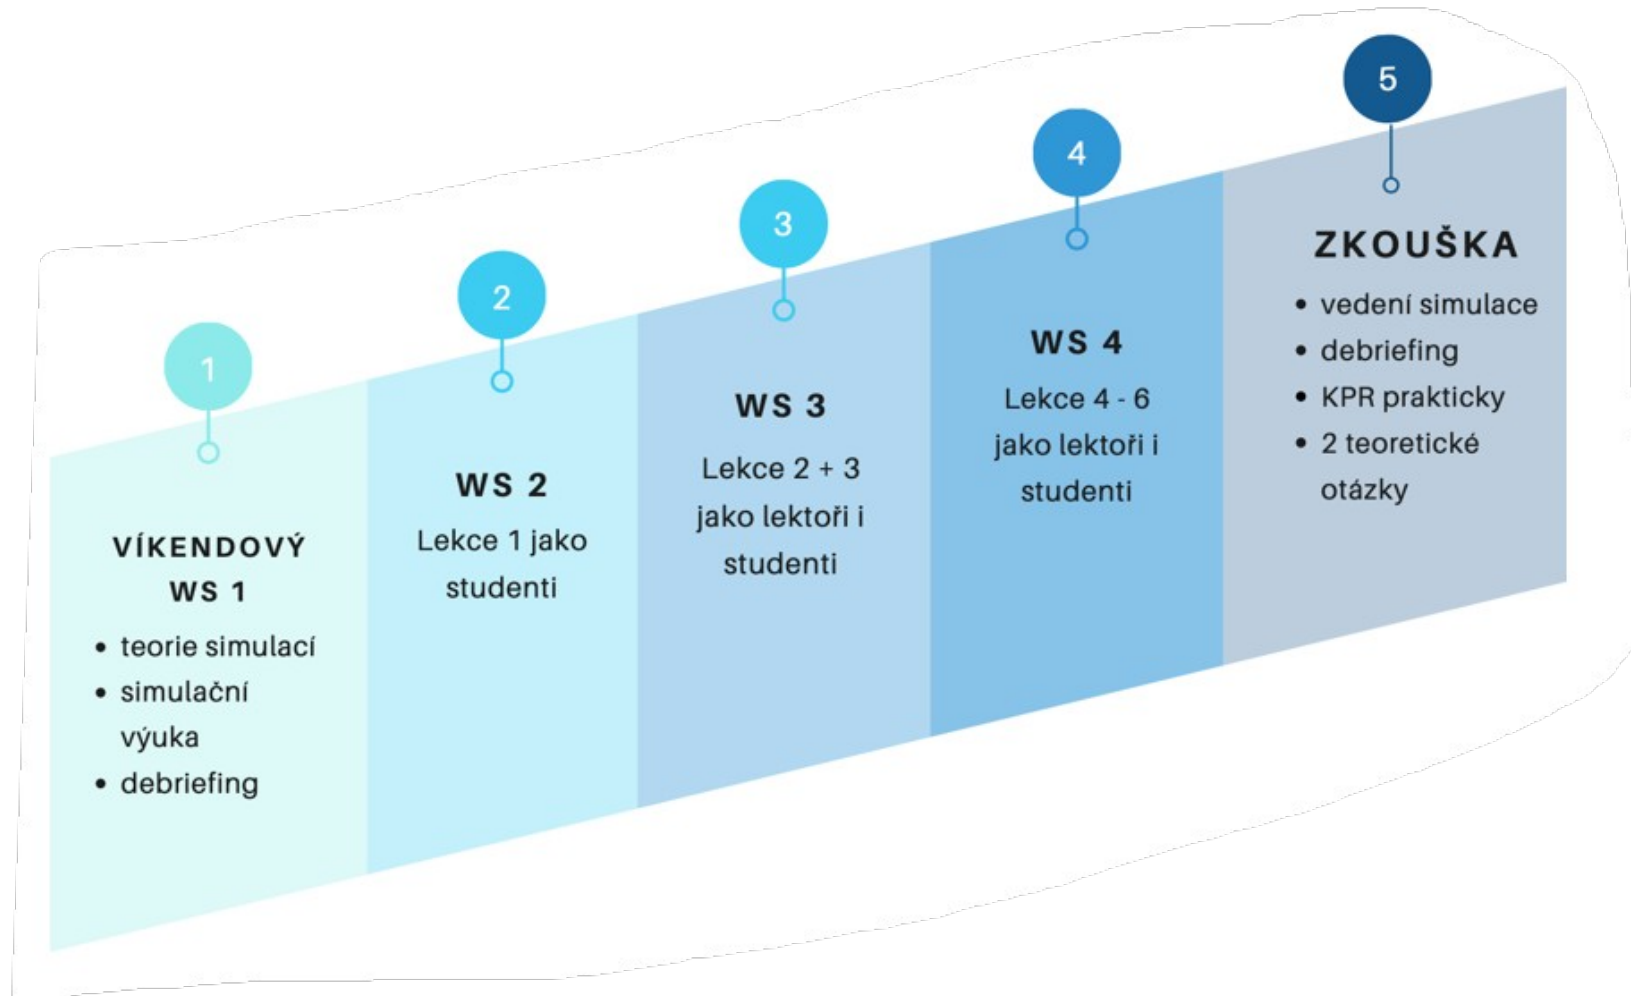 1
VÍKENDOVÝ
WS 1
• teorie simulací
• simulační
výuka
• debriefing
2
WS 2
Lekce 1 jako
studenti
3
WS 3
Lekce 2 + 3
jako lektoři i
studenti
4
WS 4
Lekce 4 - 6
jako lektoři i
studenti
5
ZKOUŠKA
• vedení simulace
• debriefing
• KPR prakticky
• 2 teoretické
otázky